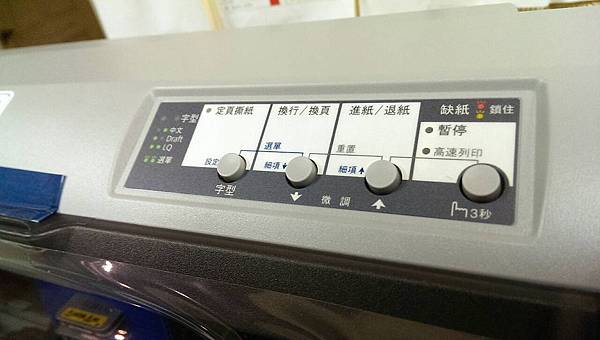 字型
中文
Draft
LQ
選單
定頁撕紙
設定
字型
換行/換頁
選單
細項↓
進紙/退紙
重置
細項↑
微調
缺紙 鎖住
暫停
高速列印
3秒